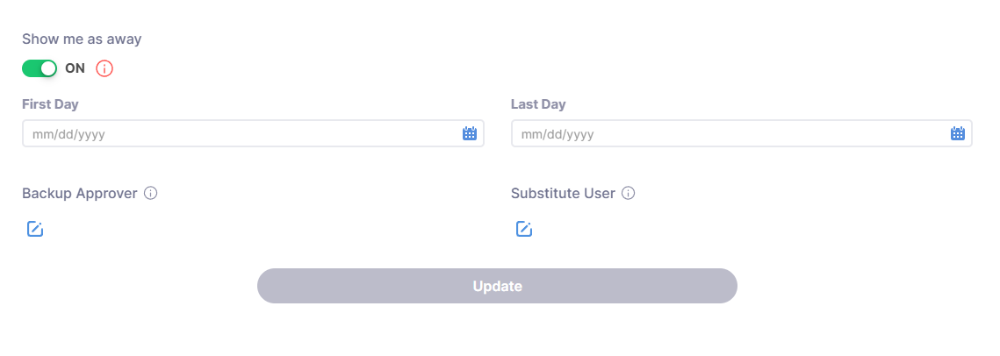 Show me as away
ON
First Day
Last Day
mm/dd/yyyy
mm/dd/yyyy
Backup Approver
Substitute User
Update